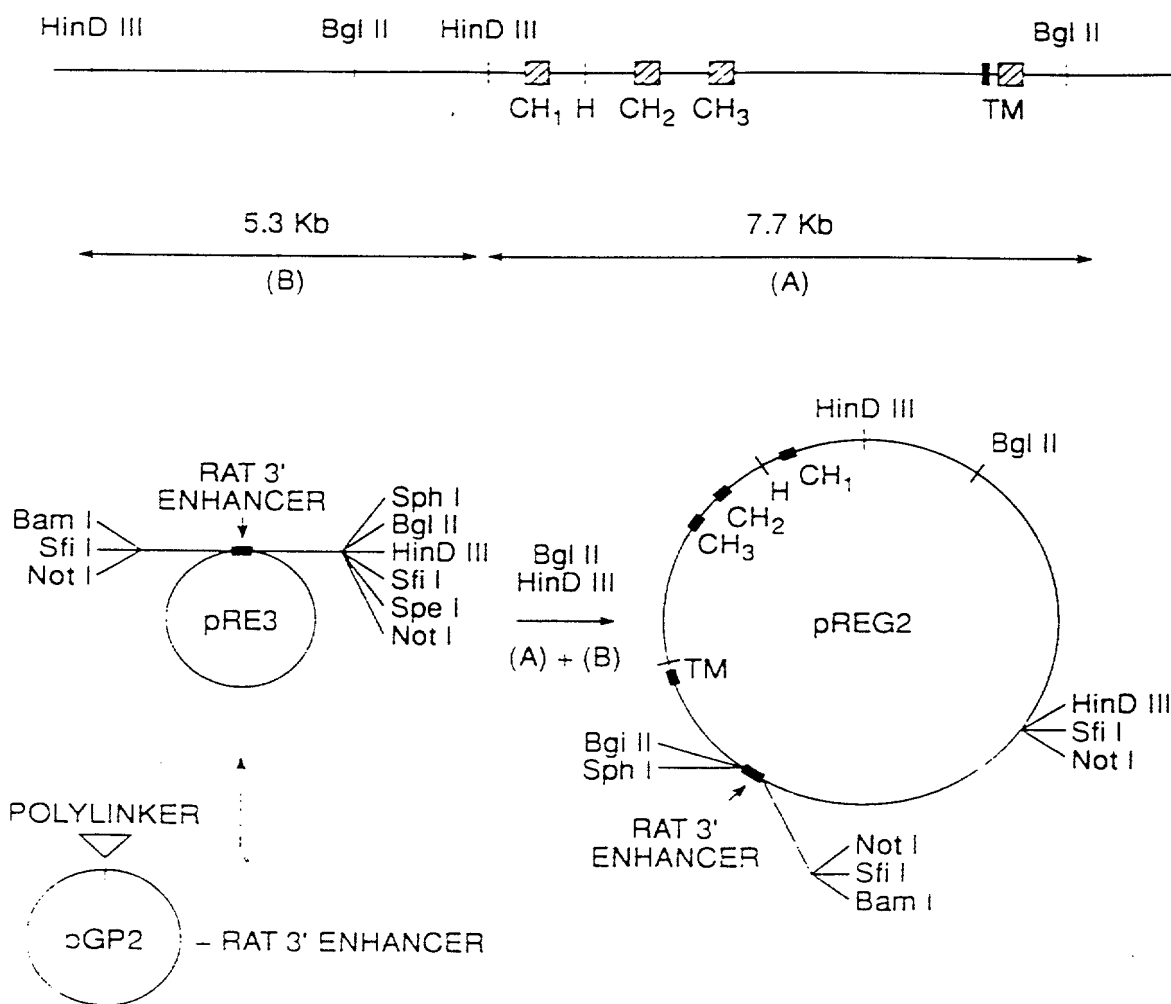 HinD III Bgl II HinD III Bgl II
CH1 H CH2 CH3 TM
5.3 Kb 7.7 Kb
(B) (A)
HinD III
Bgl II
CH1
H
CH2
CH3
RAT 3'
ENHANCER
Bam I
Sfi I
Not I
Sph I
Bgl II
HinD III
Sfi I
Spe I
Not I
pRE3
Bgl II
HinD III
(A) + (B)
pREG2
TM
Bgl II
Sph I
HinD III
Sfi I
Not I
RAT 3'
ENHANCER
Not I
Sfi I
Bam I
POLYLINKER
pGP2
– RAT 3' ENHANCER